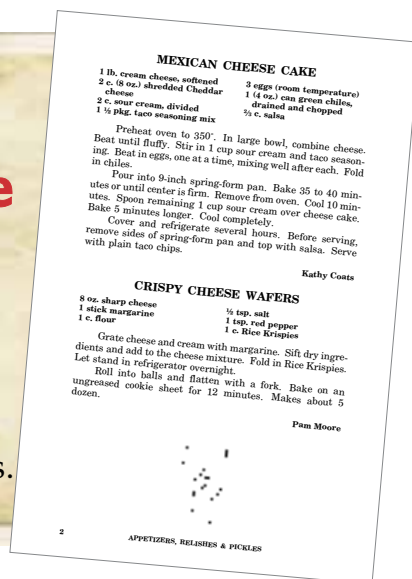 MEXICAN CHEESE CAKE
1 lb. cream cheese, softened
2 c. (8 oz.) shredded Cheddar
cheese
2 c. sour cream, divided
1 ½ pkg. taco seasoning mix
3 eggs (room temperature)
1 (4 oz.) can green chiles,
drained and chopped
⅔ c. salsa
Preheat oven to 350°. In large bowl, combine cheese.
Beat until fluffy. Stir in 1 cup sour cream and taco season-
ing. Beat in eggs, one at a time, mixing well after each. Fold
in chiles.
Pour into 9-inch spring-form pan. Bake 35 to 40 min-
utes or until center is firm. Remove from oven. Cool 10 min-
utes. Spoon remaining 1 cup sour cream over cheese cake.
Bake 5 minutes longer. Cool completely.
Cover and refrigerate several hours. Before serving,
remove sides of spring-form pan and top with salsa. Serve
with plain taco chips.
Kathy Coats
CRISPY CHEESE WAFERS
8 oz. sharp cheese
1 stick margarine
1 c. flour
½ tsp. salt
1 tsp. red pepper
1 c. Rice Krispies
Grate cheese and cream with margarine. Sift dry ingre-
dients and add to the cheese mixture. Fold in Rice Krispies.
Let stand in refrigerator overnight.
Roll into balls and flatten with a fork. Bake on an
ungreased cookie sheet for 12 minutes. Makes about 5
dozen.
Pam Moore
2
APPETIZERS, RELISHES & PICKLES
e
s.